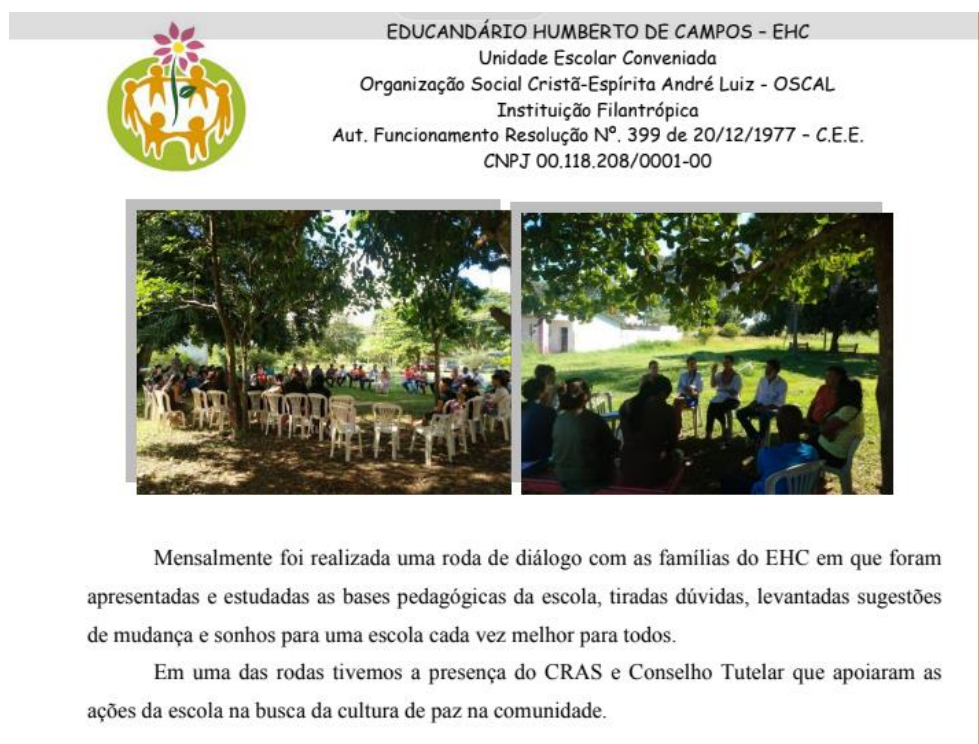 EDUCANDÁRIO HUMBERTO DE CAMPOS – EHC
Unidade Escolar Conveniada
Organização Social Cristã-Espírita André Luiz - OSCAL
Instituição Filantrópica
Aut. Funcionamento Resolução Nº. 399 de 20/12/1977 – C.E.E.
CNPJ 00.118.208/0001-00
Mensalmente foi realizada uma roda de diálogo com as famílias do EHC em que foram
apresentadas e estudadas as bases pedagógicas da escola, tiradas dúvidas, levantadas sugestões
de mudança e sonhos para uma escola cada vez melhor para todos.
Em uma das rodas tivemos a presença do CRAS e Conselho Tutelar que apoiaram as
ações da escola na busca da cultura de paz na comunidade.